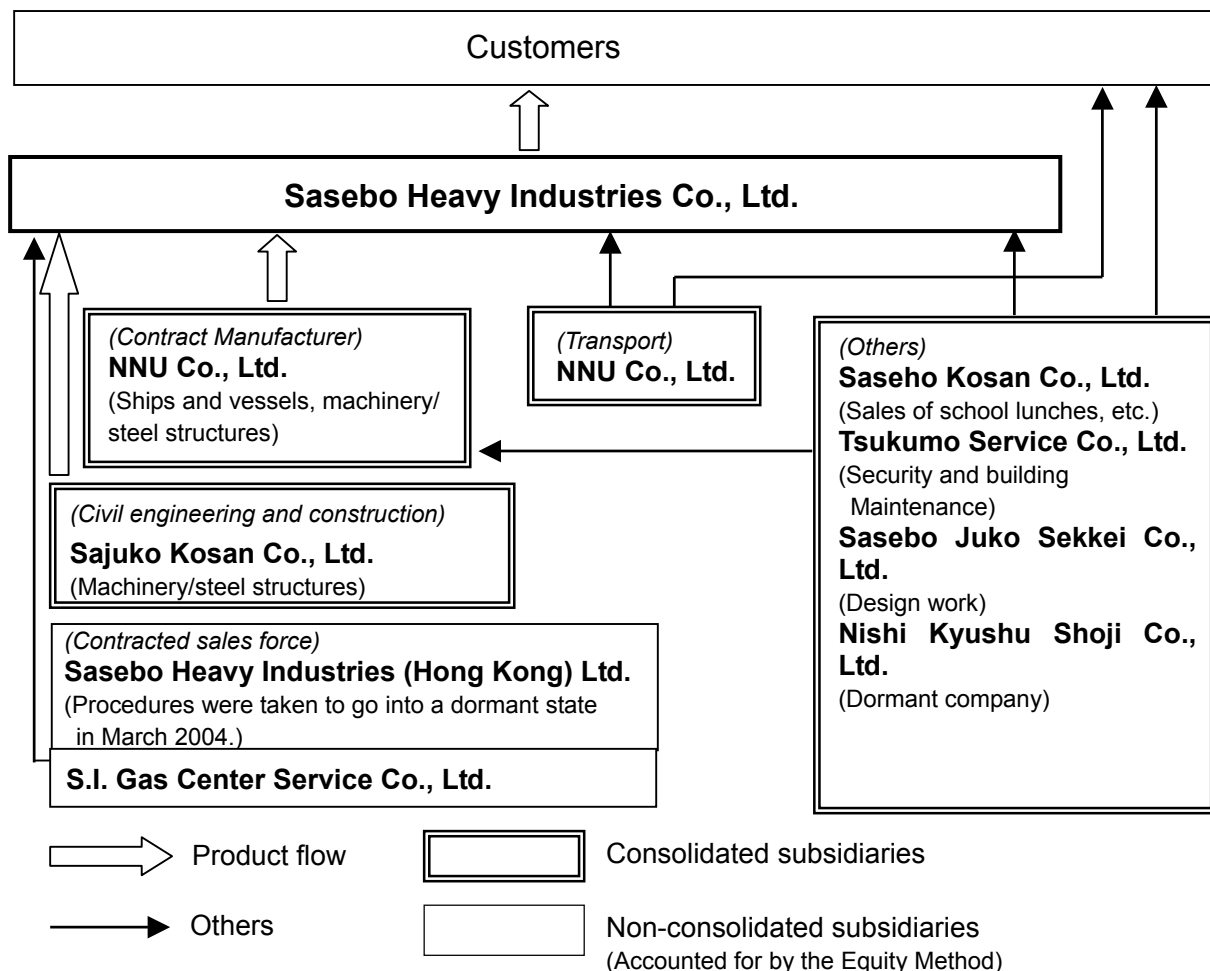 Customers
Sasebo Heavy Industries Co., Ltd.
(Contract Manufacturer)
NNU Co., Ltd.
(Ships and vessels, machinery/
steel structures)
(Transport)
NNU Co., Ltd.
(Others)
Saseho Kosan Co., Ltd.
(Sales of school lunches, etc.)
Tsukumo Service Co., Ltd.
(Security and building
Maintenance)
Sasebo Juko Sekkei Co.,
Ltd.
(Design work)
Nishi Kyushu Shoji Co.,
Ltd.
(Dormant company)
(Civil engineering and construction)
Sajuko Kosan Co., Ltd.
(Machinery/steel structures)
(Contracted sales force)
Sasebo Heavy Industries (Hong Kong) Ltd.
(Procedures were taken to go into a dormant state
in March 2004.)
S.I. Gas Center Service Co., Ltd.
Product flow
Consolidated subsidiaries
Others
Non-consolidated subsidiaries
(Accounted for by the Equity Method)